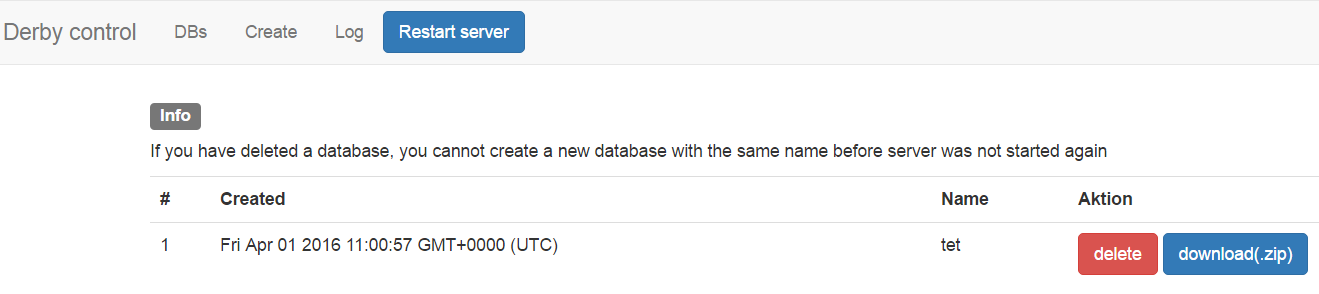 Derby control DBs Create Log Restart server
Info
If you have deleted a database, you cannot create a new database with the same name before server was not started again
# Created Name Aktion
1 Fri Apr 01 2016 11:00:57 GMT+0000 (UTC) tet delete download(.zip)